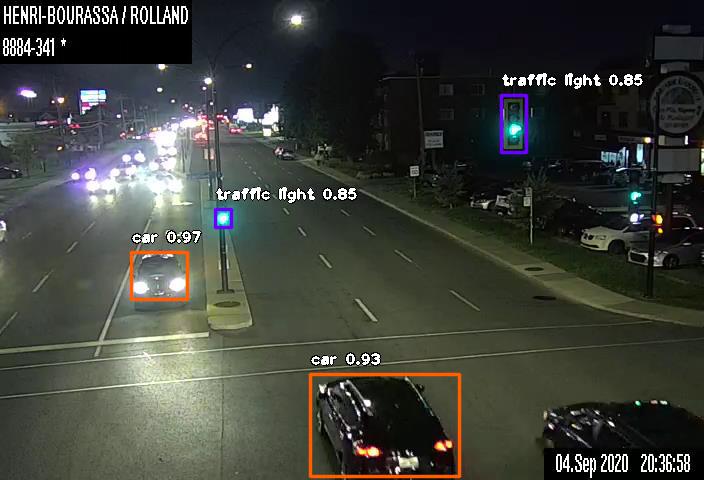 HENRI-BOURASSA / ROLLAND
8884-341 *
traffic light 0.85
traffic light 0.85
car 0.97
car 0.93
04.Sep 2020 20:36:58